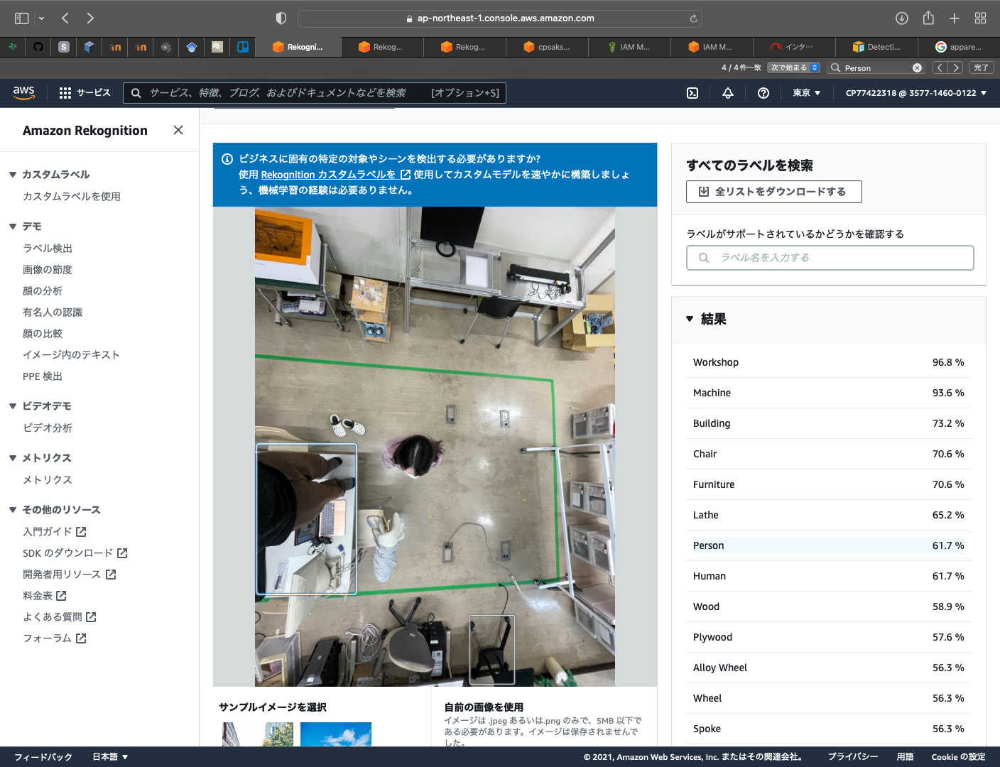 ap-northeast-1.console.aws.amazon.com
S
in
in
Rekogni...
Rekog...
Rekog...
cpsaks...
IAM M...
IAM M...
インタ…
Detecti...
appare...
4 / 4 件一致
次で始まる
Person
完了
aws
サービス
サービス、特徴、ブログ、およびドキュメントなどを検索
[オプション+S]
東京 ▼
CP77422318 @ 3577-1460-0122 ▼
Amazon Rekognition
カスタムラベル
カスタムラベルを使用
デモ
ラベル検出
画像の節度
顔の分析
有名人の認識
顔の比較
イメージ内のテキスト
PPE 検出
ビデオデモ
ビデオ分析
メトリクス
メトリクス
その他のリソース
入門ガイド
SDK のダウンロード
開発者用リソース
料金表
よくある質問
フォーラム
ビジネスに固有の特定の対象やシーンを検出する必要がありますか?
使用 Rekognition カスタムラベルを 使用してカスタムモデルを速やかに構築しましょ
う、機械学習の経験は必要ありません。
サンプルイメージを選択
自前の画像を使用
イメージは .jpeg あるいは.png のみで、5MB 以下で
ある必要があります。イメージは保存されませんで
した。
すべてのラベルを検索
全リストをダウンロードする
ラベルがサポートされているかどうかを確認する
ラベル名を入力する
結果
Workshop 96.8 %
Machine 93.6 %
Building 73.2 %
Chair 70.6 %
Furniture 70.6 %
Lathe 65.2 %
Person 61.7 %
Human 61.7 %
Wood 58.9 %
Plywood 57.6 %
Alloy Wheel 56.3 %
Wheel 56.3 %
Spoke 56.3 %
フィードバック
日本語 ▼
© 2021, Amazon Web Services, Inc. またはその関連会社。
プライバシー
用語
Cookie の設定